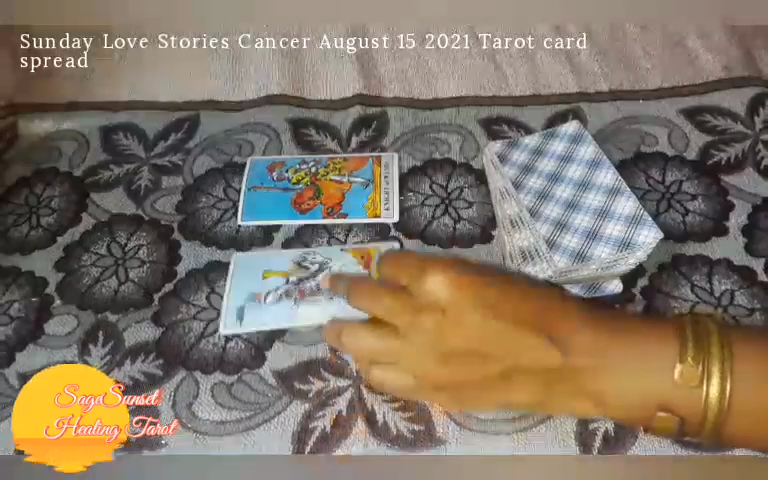 Sunday Love Stories Cancer August 15 2021 Tarot card
spread
SageSunset
Healing Tarot